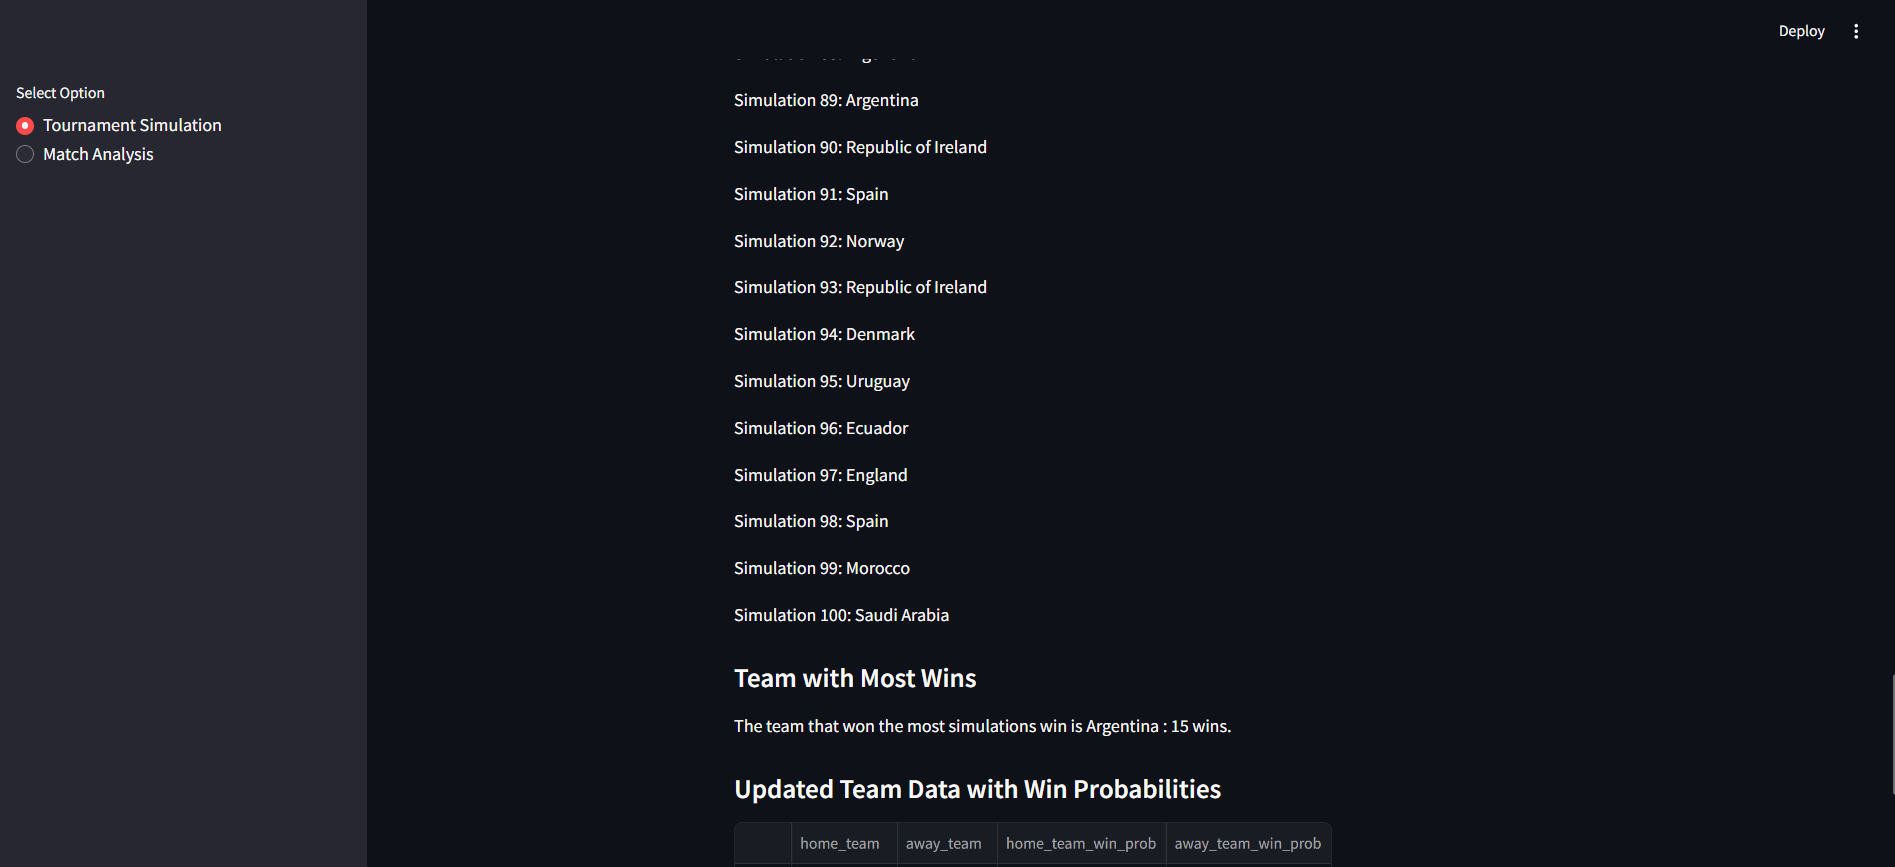 Deploy
Select Option
Tournament Simulation
Match Analysis
Simulation 89: Argentina
Simulation 90: Republic of Ireland
Simulation 91: Spain
Simulation 92: Norway
Simulation 93: Republic of Ireland
Simulation 94: Denmark
Simulation 95: Uruguay
Simulation 96: Ecuador
Simulation 97: England
Simulation 98: Spain
Simulation 99: Morocco
Simulation 100: Saudi Arabia
Team with Most Wins
The team that won the most simulations win is Argentina : 15 wins.
Updated Team Data with Win Probabilities
home_team away_team home_team_win_prob away_team_win_prob